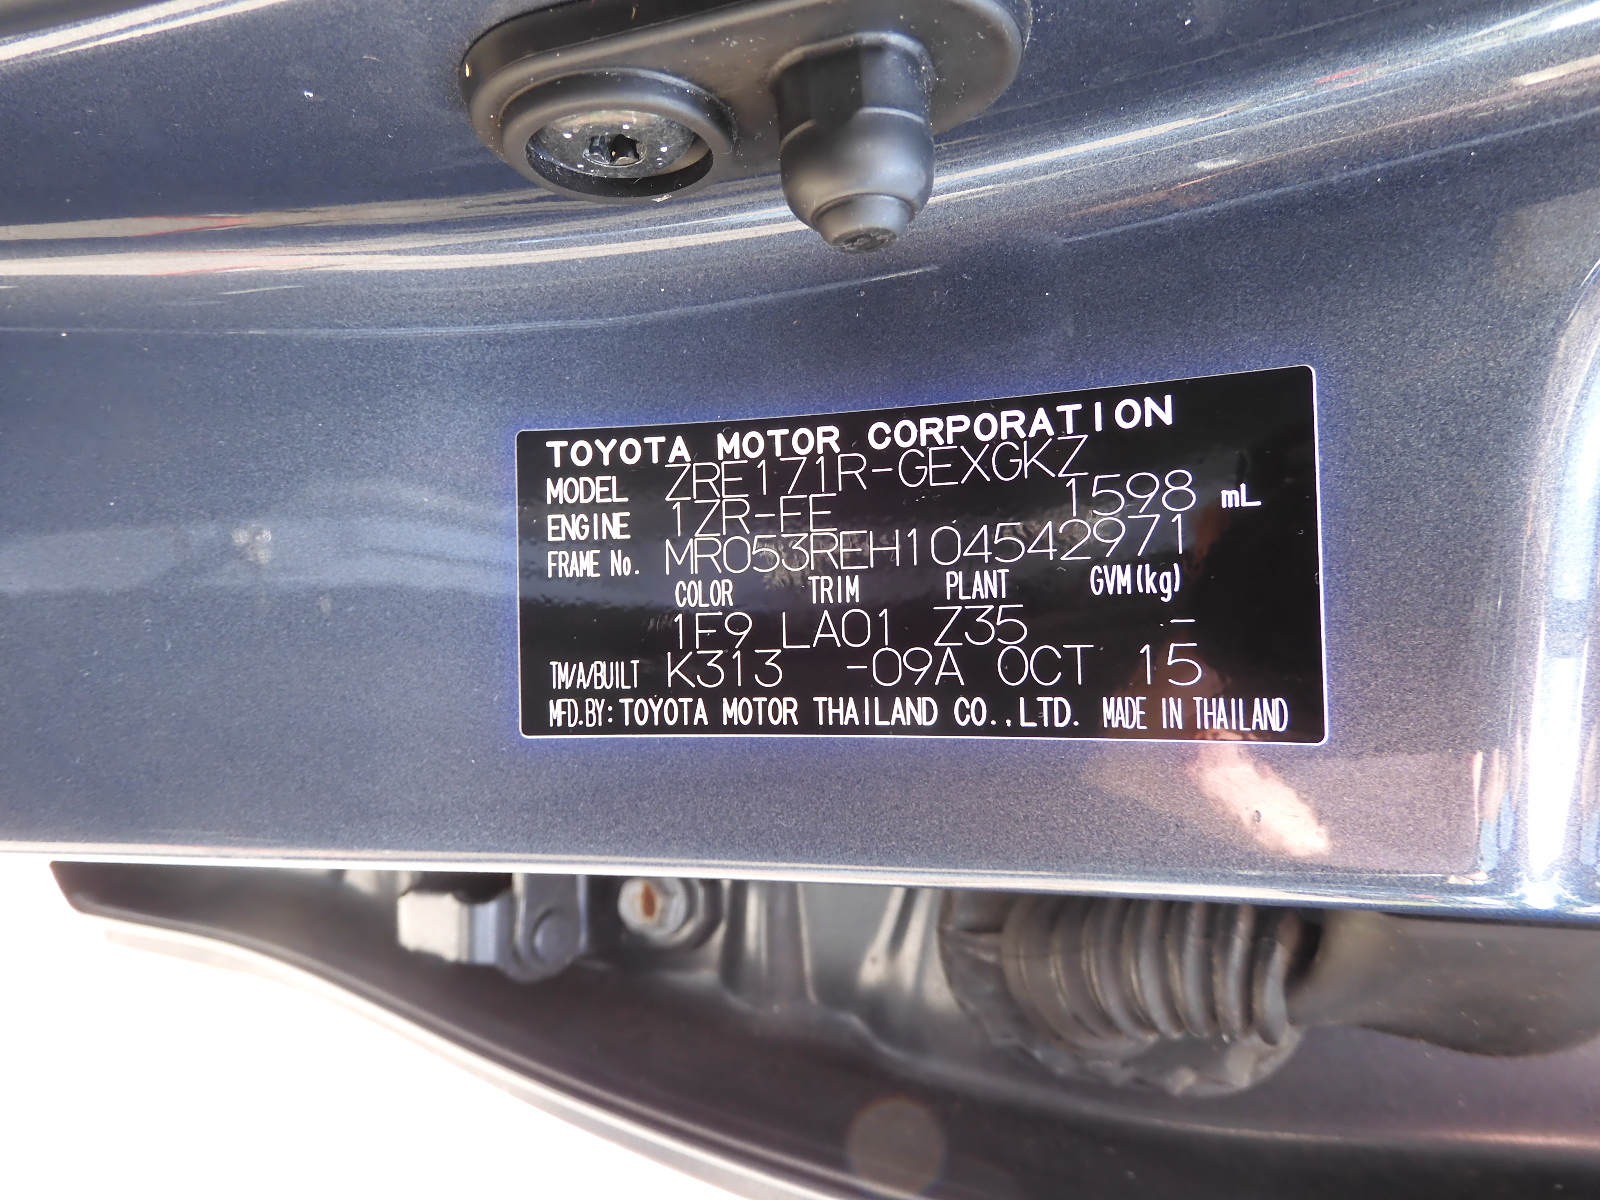 TOYOTA MOTOR CORPORATION
MODEL ZRE171R-GEXGKZ
ENGINE 1ZR-FE 1598 mL
FRAME No. MR053REH104542971
COLOR TRIM PLANT GVM(kg)
1F9 LA01 Z35 -
TM/A/BUILT K313 -09A OCT 15
MFD.BY: TOYOTA MOTOR THAILAND CO.,LTD. MADE IN THAILAND